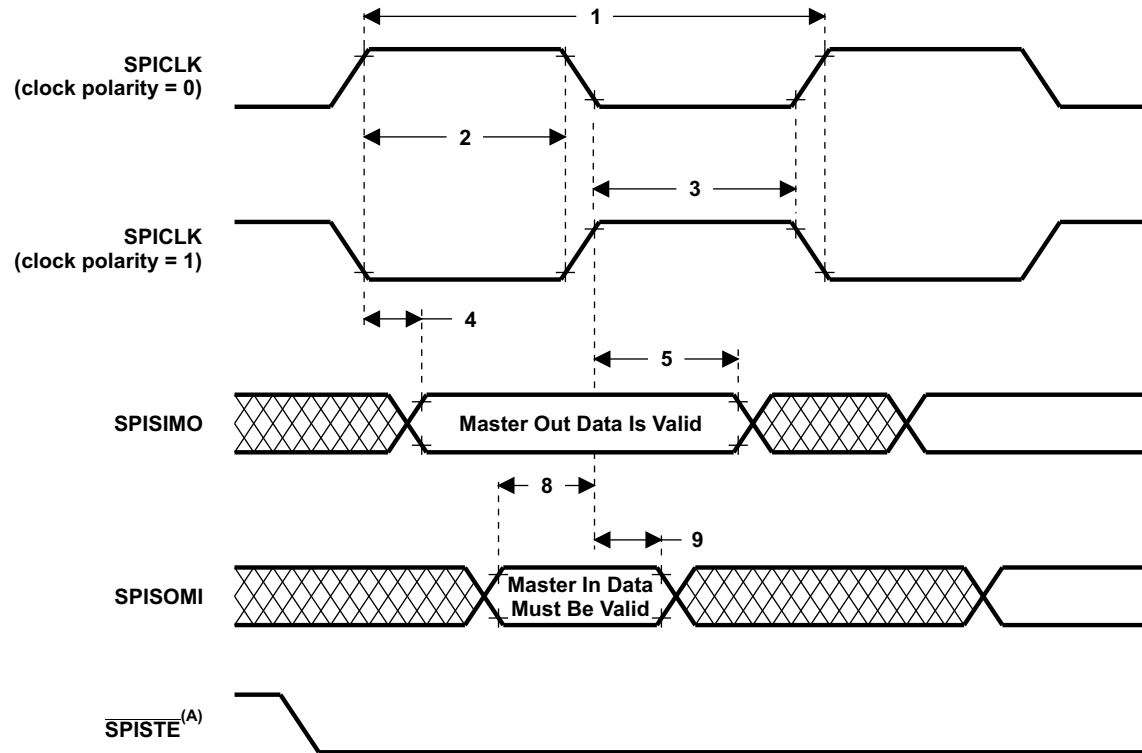 1
SPICLK
(clock polarity = 0)
2
3
SPICLK
(clock polarity = 1)
4
5
SPISIMO
Master Out Data Is Valid
8
9
SPISOMI
Master In Data
Must Be Valid
SPISTE(A)